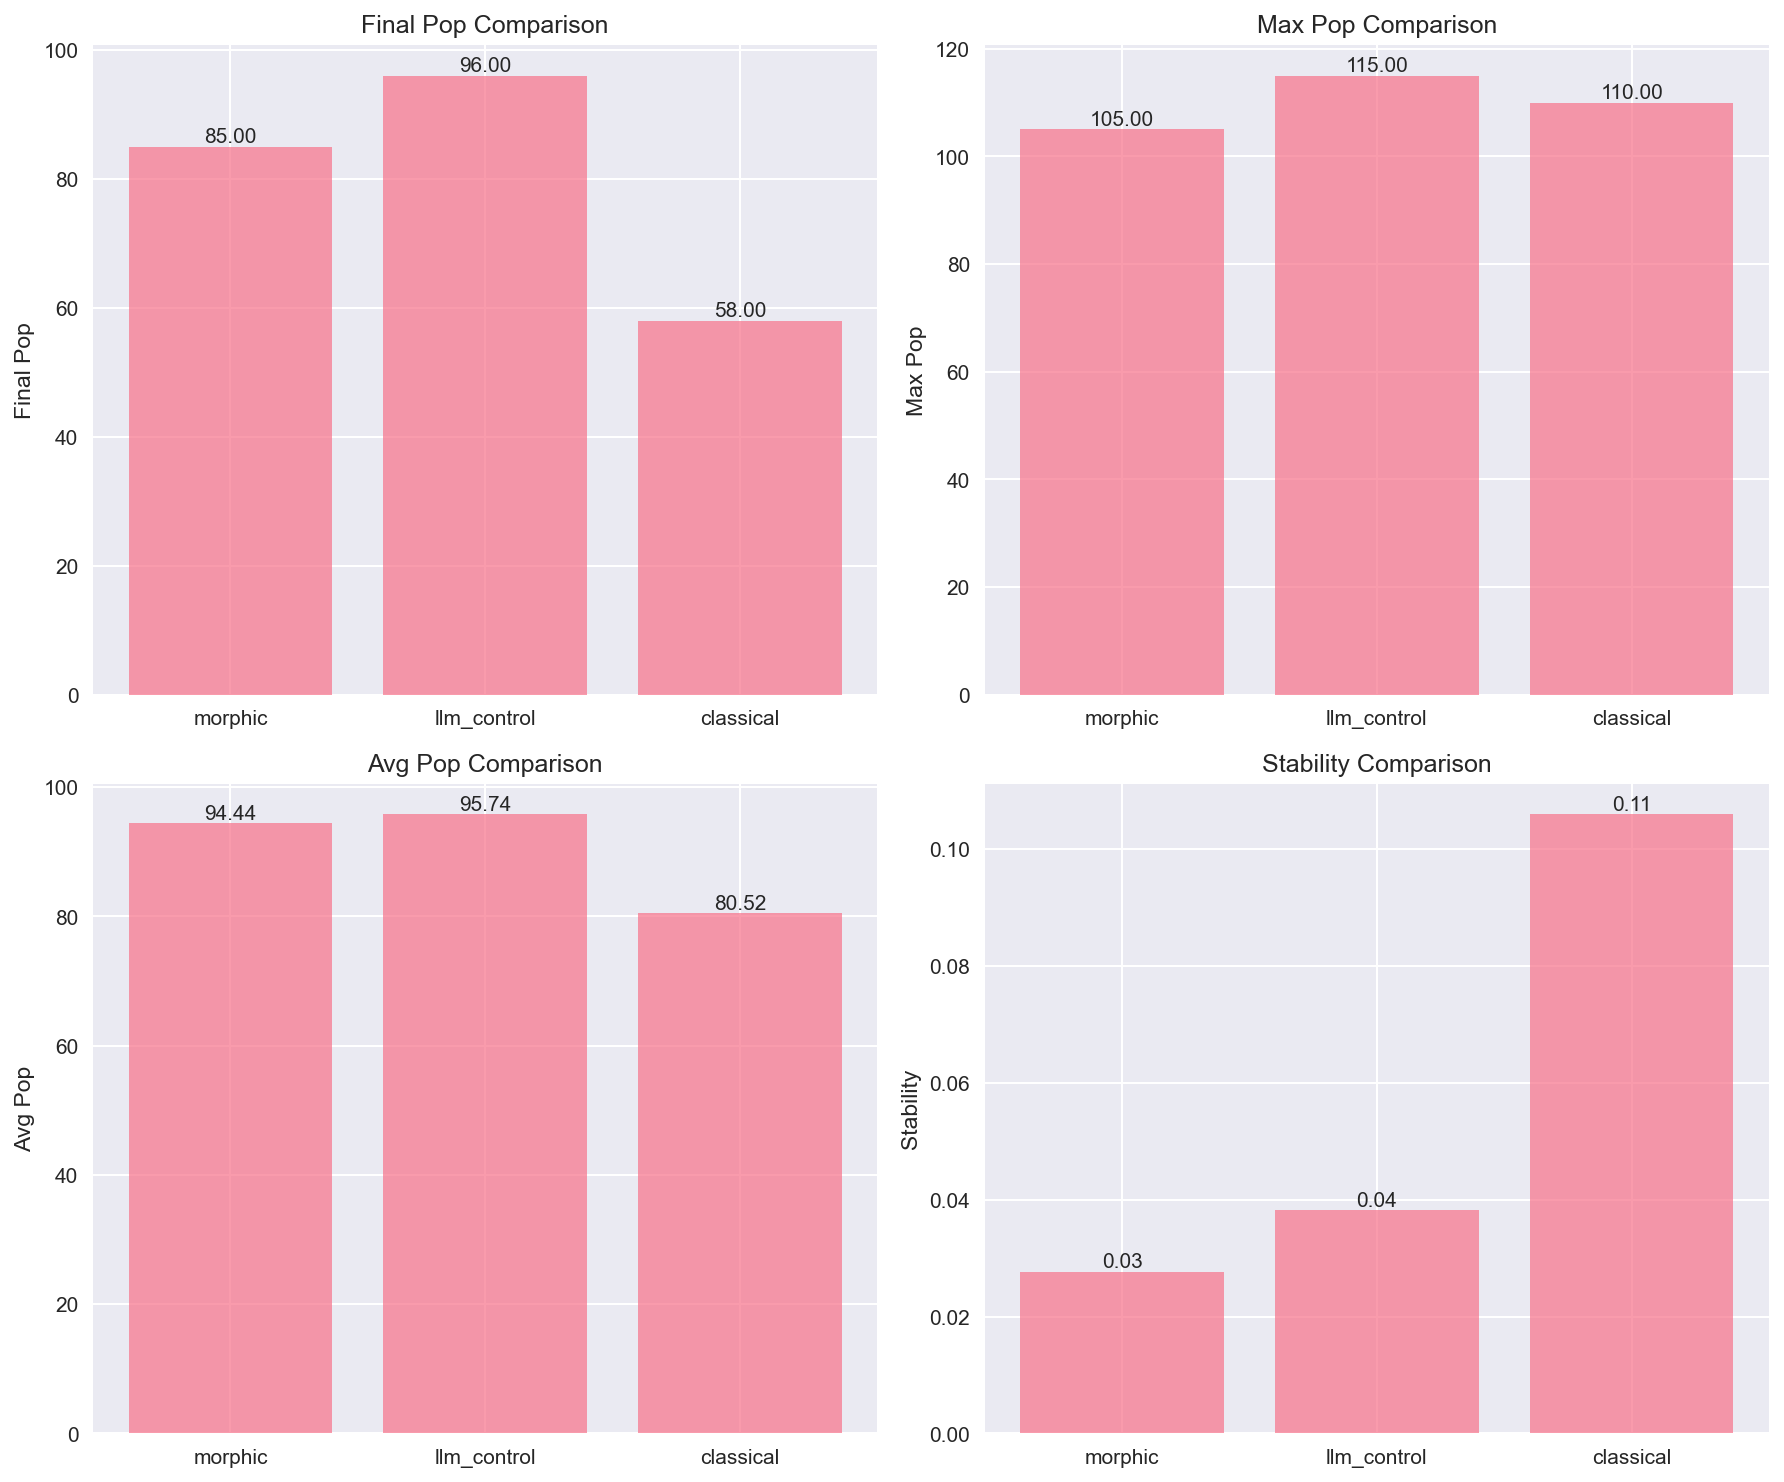 Final Pop Comparison
Final Pop
100
80
60
40
20
0
85.00
96.00
58.00
morphic
llm_control
classical
Max Pop Comparison
Max Pop
120
100
80
60
40
20
0
105.00
115.00
110.00
morphic
llm_control
classical
Avg Pop Comparison
Avg Pop
100
80
60
40
20
0
94.44
95.74
80.52
morphic
llm_control
classical
Stability Comparison
Stability
0.10
0.08
0.06
0.04
0.02
0.00
0.03
0.04
0.11
morphic
llm_control
classical